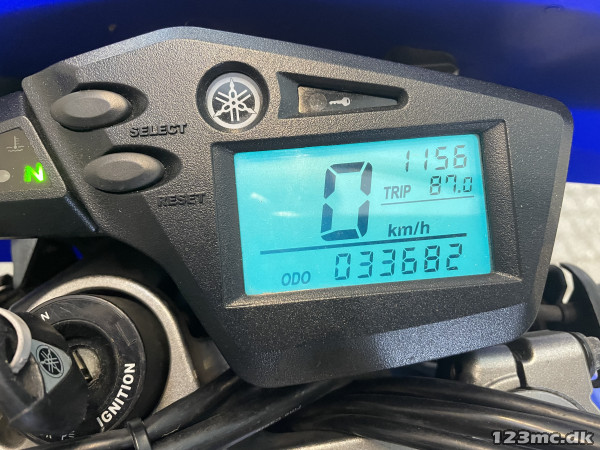 SELECT
RESET
N
1156
0
TRIP 87.0
km/h
ODO 033682
N
IGNITION
123mc.dk